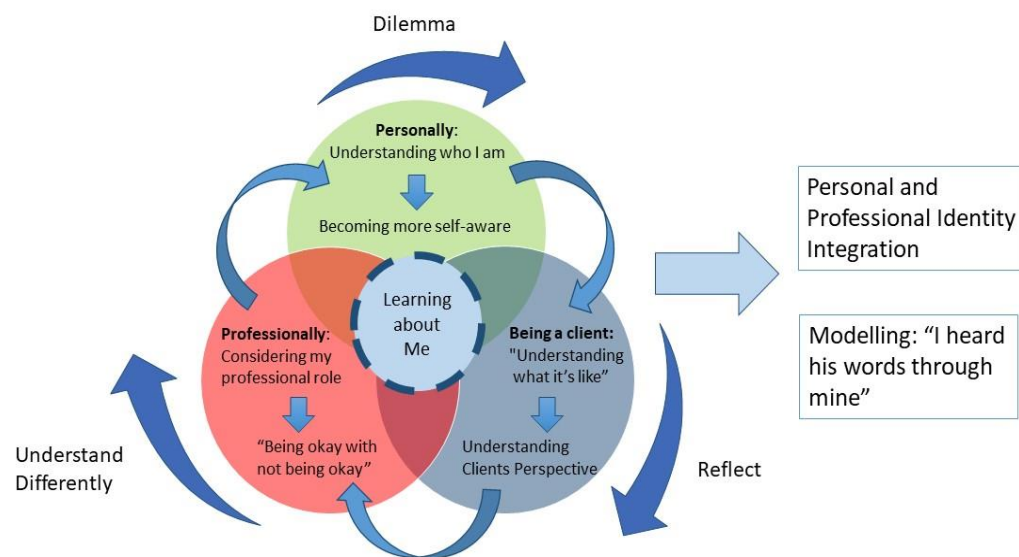 Dilemma
Personally:
Understanding who I am
Becoming more self-aware
Learning
about
Me
Professionally:
Considering my
professional role
“Being okay with
not being okay”
Being a client:
"Understanding
what it’s like”
Understanding
Clients Perspective
Understand
Differently
Reflect
Personal and
Professional Identity
Integration
Modelling: “I heard
his words through
mine”